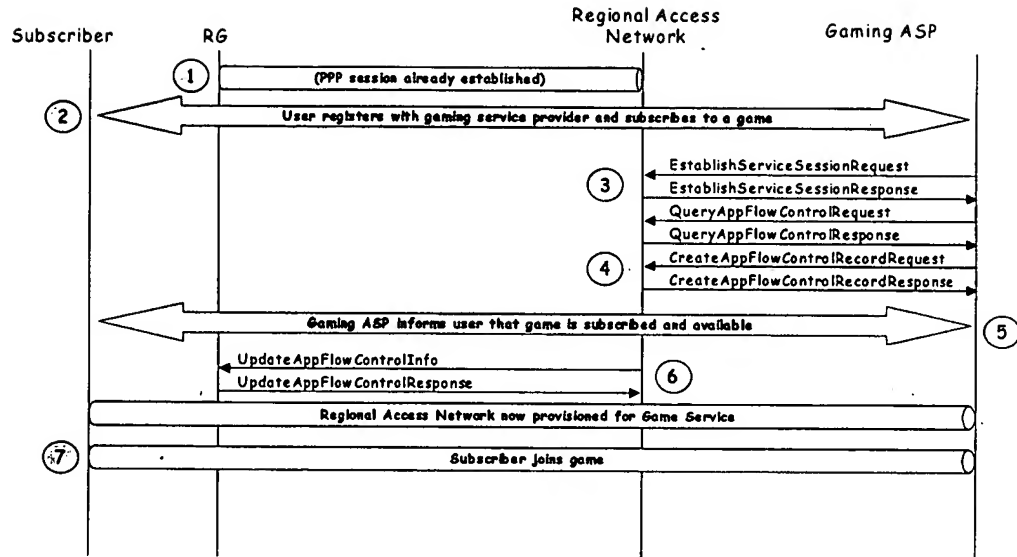 Subscriber
RG
Regional Access
Network
Gaming ASP
1
(PPP session already established)
2
User registers with gaming service provider and subscribes to a game
EstablishServiceSessionRequest
3
EstablishServiceSessionResponse
QueryAppFlowControlRequest
QueryAppFlowControlResponse
4
CreateAppFlowControlRecordRequest
CreateAppFlowControlRecordResponse
Gaming ASP informs user that game is subscribed and available
5
UpdateAppFlowControlInfo
6
UpdateAppFlowControlResponse
Regional Access Network now provisioned for Game Service
7
Subscriber joins game